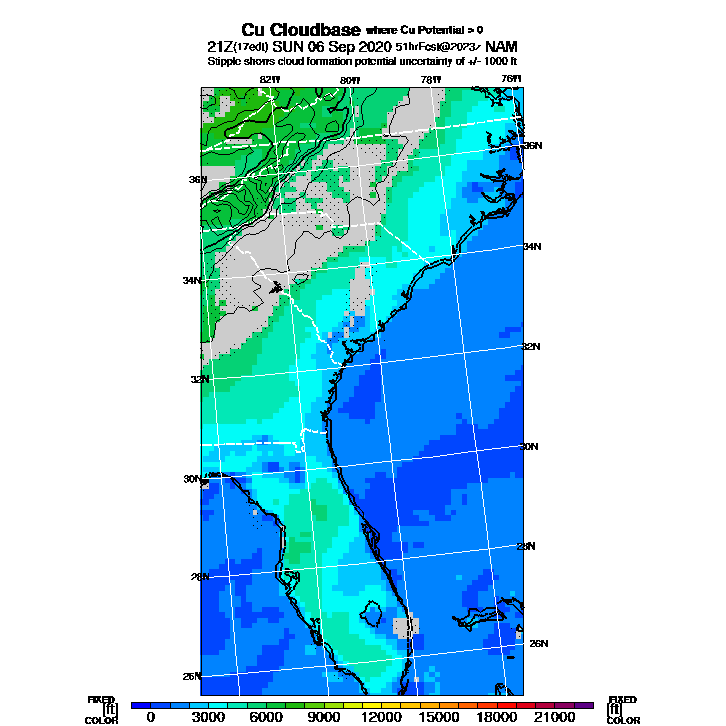 Cu Cloudbase where Cu Potential > 0
21Z(17edt) SUN 06 Sep 2020 51hrFcst@2023z NAM
Stipple shows cloud formation potential uncertainty of +/- 1000 ft
82W 80W 78W 76W
36N
36N
34N
34N
32N
32N
30N
30N
28N
28N
26N
26N
FIXED FIXED
[ft] [ft]
COLOR COLOR
0 3000 6000 9000 12000 15000 18000 21000